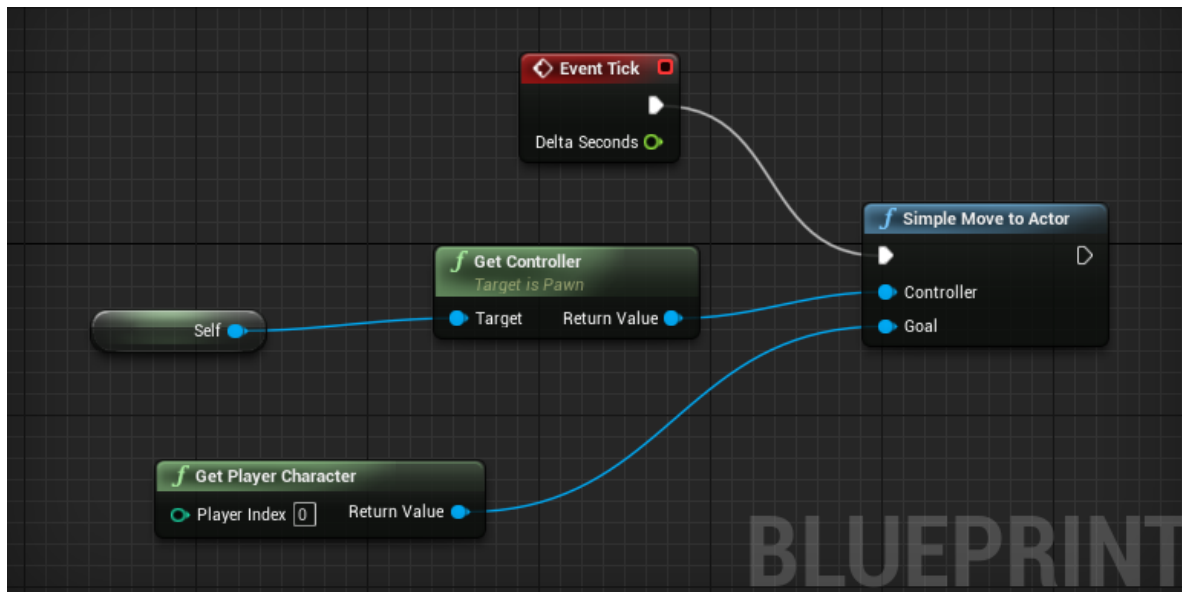 Event Tick
Delta Seconds
Simple Move to Actor
Controller
Goal
f Get Controller
Target is Pawn
Target Return Value
Self
f Get Player Character
Player Index 0 Return Value
BLUEPRINT